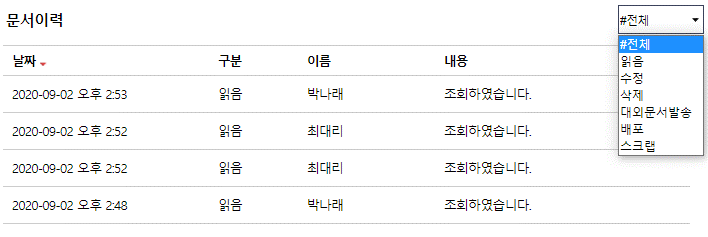 문서이력
#전체
#전체
읽음
수정
삭제
대외문서발송
배포
스크랩
날짜 구분 이름 내용
2020-09-02 오후 2:53 읽음 박나래 조회하였습니다.
2020-09-02 오후 2:52 읽음 최대리 조회하였습니다.
2020-09-02 오후 2:52 읽음 최대리 조회하였습니다.
2020-09-02 오후 2:48 읽음 박나래 조회하였습니다.